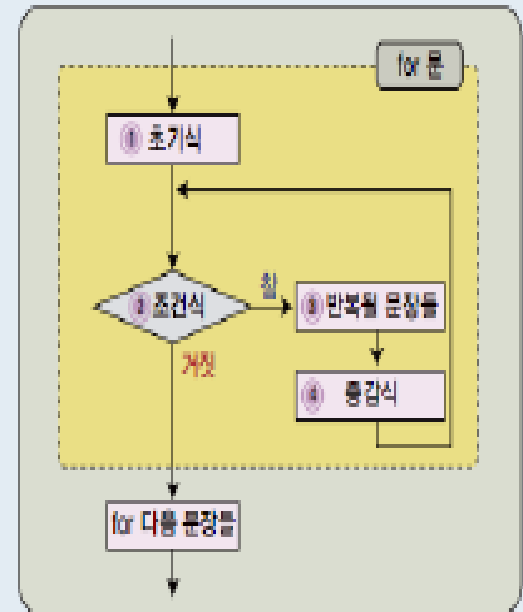 for 문
① 초기식
② 조건식
참
③ 반복될 문장들
거짓
④ 증감식
for 다음 문장들